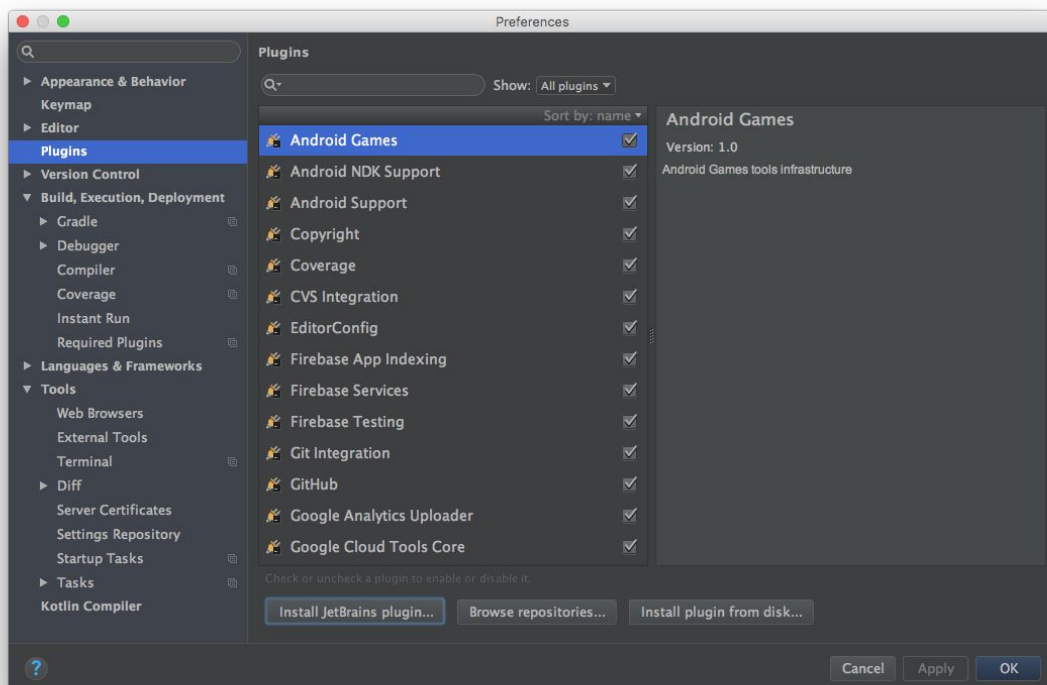 Preferences
Appearance & Behavior
Keymap
Editor
Plugins
Version Control
Build, Execution, Deployment
Gradle
Debugger
Compiler
Coverage
Instant Run
Required Plugins
Languages & Frameworks
Tools
Web Browsers
External Tools
Terminal
Diff
Server Certificates
Settings Repository
Startup Tasks
Tasks
Kotlin Compiler
Plugins
Show: All plugins
Sort by: name
Android Games
Android NDK Support
Android Support
Copyright
Coverage
CVS Integration
EditorConfig
Firebase App Indexing
Firebase Services
Firebase Testing
Git Integration
GitHub
Google Analytics Uploader
Google Cloud Tools Core
Check or uncheck a plugin to enable or disable it.
Install JetBrains plugin... Browse repositories... Install plugin from disk...
Android Games
Version: 1.0
Android Games tools infrastructure
? Cancel Apply OK